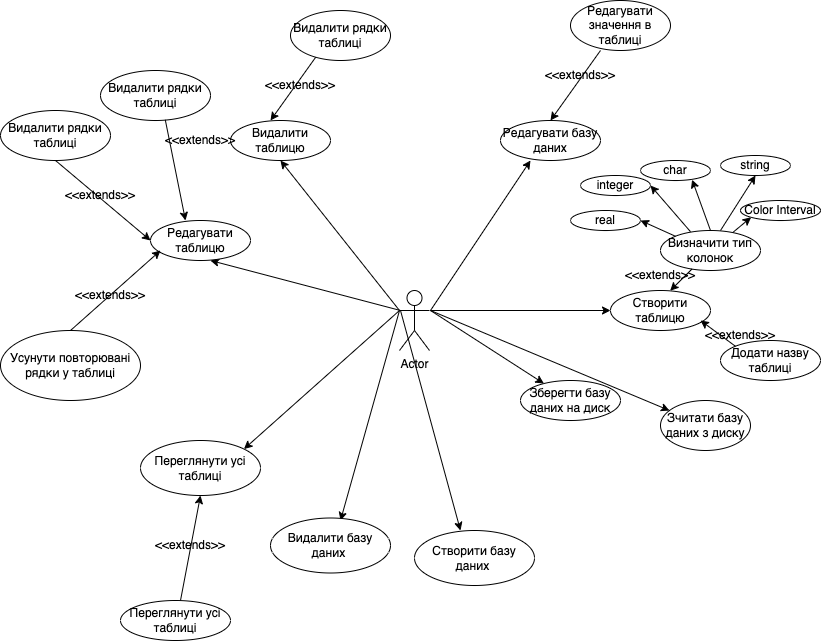 Видалити рядки
таблиці
<<extends>>
Видалити
таблицю
Редагувати
значення в
таблиці
<<extends>>
Редагувати базу
даних
Видалити рядки
таблиці
<<extends>>
Видалити рядки
таблиці
<<extends>>
Редагувати
таблицю
<<extends>>
Усунути повторювані
рядки у таблиці
string
char
integer
real
Color Interval
Визначити тип
колонок
<<extends>>
Створити
таблицю
<<extends>>
Додати назву
таблиці
Actor
Зберегти базу
даних на диск
Зчитати базу
даних з диску
Переглянути усі
таблиці
<<extends>>
Переглянути усі
таблиці
Видалити базу
даних
Створити базу
даних